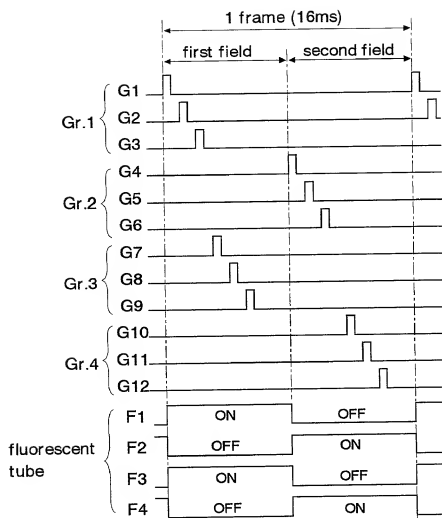 1 frame (16ms)
first field
second field
G1
Gr.1
G2
G3
G4
Gr.2
G5
G6
G7
Gr.3
G8
G9
G10
Gr.4
G11
G12
F1 ON OFF
fluorescent
tube
F2 OFF ON
F3 ON OFF
F4 OFF ON